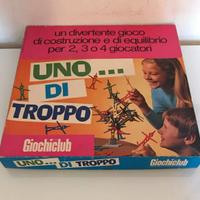 un divertente gioco
di costruzione e di equilibrio
per 2, 3 o 4 giocatori
UNO...
DI
TROPPO
Giochiclub
UNO... DI TROPPO
Giochiclub